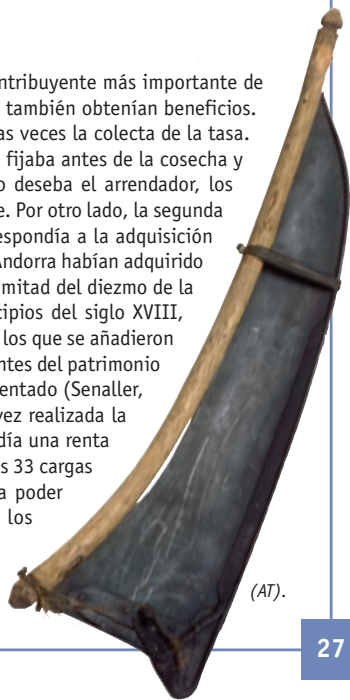 ntribuyente más importante de
también obtenían beneficios.
as veces la colecta de la tasa.
fijaba antes de la cosecha y
o deseba el arrendador, los
e. Por otro lado, la segunda
espondía a la adquisición
Andorra habían adquirido
mitad del diezmo de la
cipios del siglo XVIII,
los que se añadieron
ntes del patrimonio
entado (Senaller,
vez realizada la
día una renta
s 33 cargas
a poder
los
(AT).
27